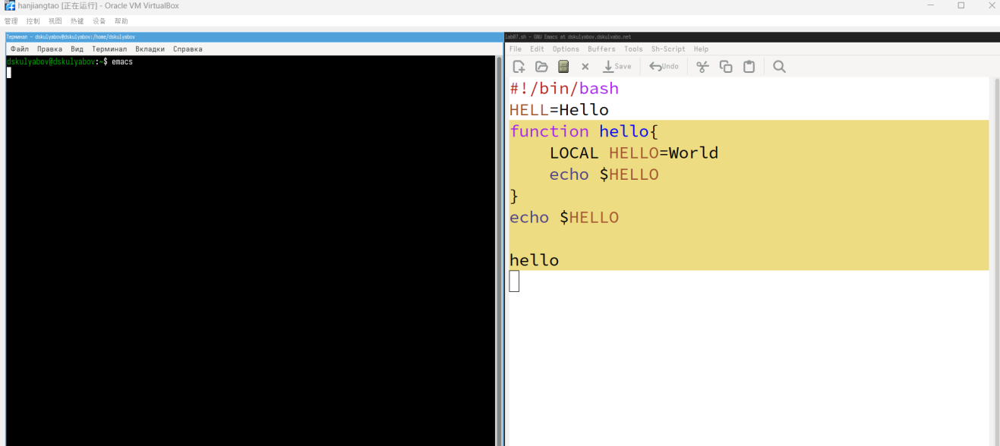 hanjiangtao [正在运行] - Oracle VM VirtualBox
管理 控制 视图 热键 设备 帮助
Терминал - dskulyabov@dskulyabov:/home/dskulyabov
Файл Правка Вид Терминал Вкладки Справка
dskulyabov@dskulyabov:~$ emacs
lab07.sh - GNU Emacs at dskulyabov.dskulyabo.net
File Edit Options Buffers Tools Sh-Script Help
Save Undo
#!/bin/bash
HELL=Hello
function hello{
LOCAL HELLO=World
echo $HELLO
}
echo $HELLO
hello